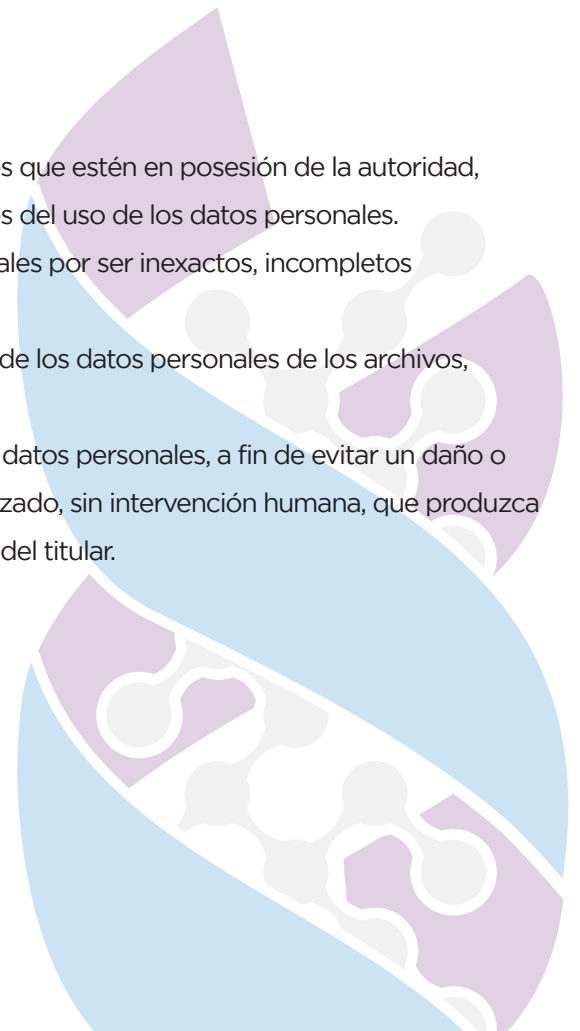 s que estén en posesión de la autoridad,
s del uso de los datos personales.
ales por ser inexactos, incompletos
de los datos personales de los archivos,
datos personales, a fin de evitar un daño o
zado, sin intervención humana, que produzca
del titular.